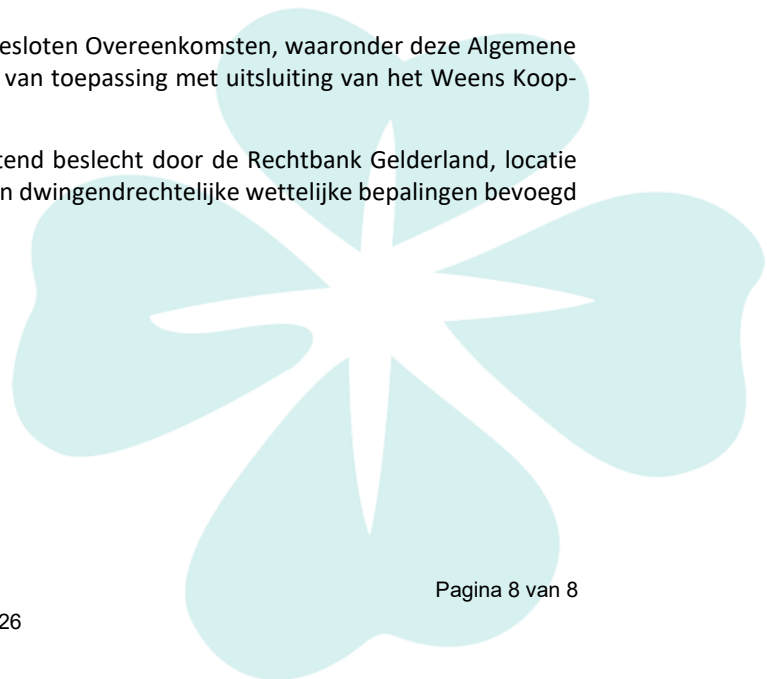 esloten Overeenkomsten, waaronder deze Algemene
van toepassing met uitsluiting van het Weens Koop-
tend beslecht door de Rechtbank Gelderland, locatie
n dwingendrechtelijke wettelijke bepalingen bevoegd
Pagina 8 van 8
26